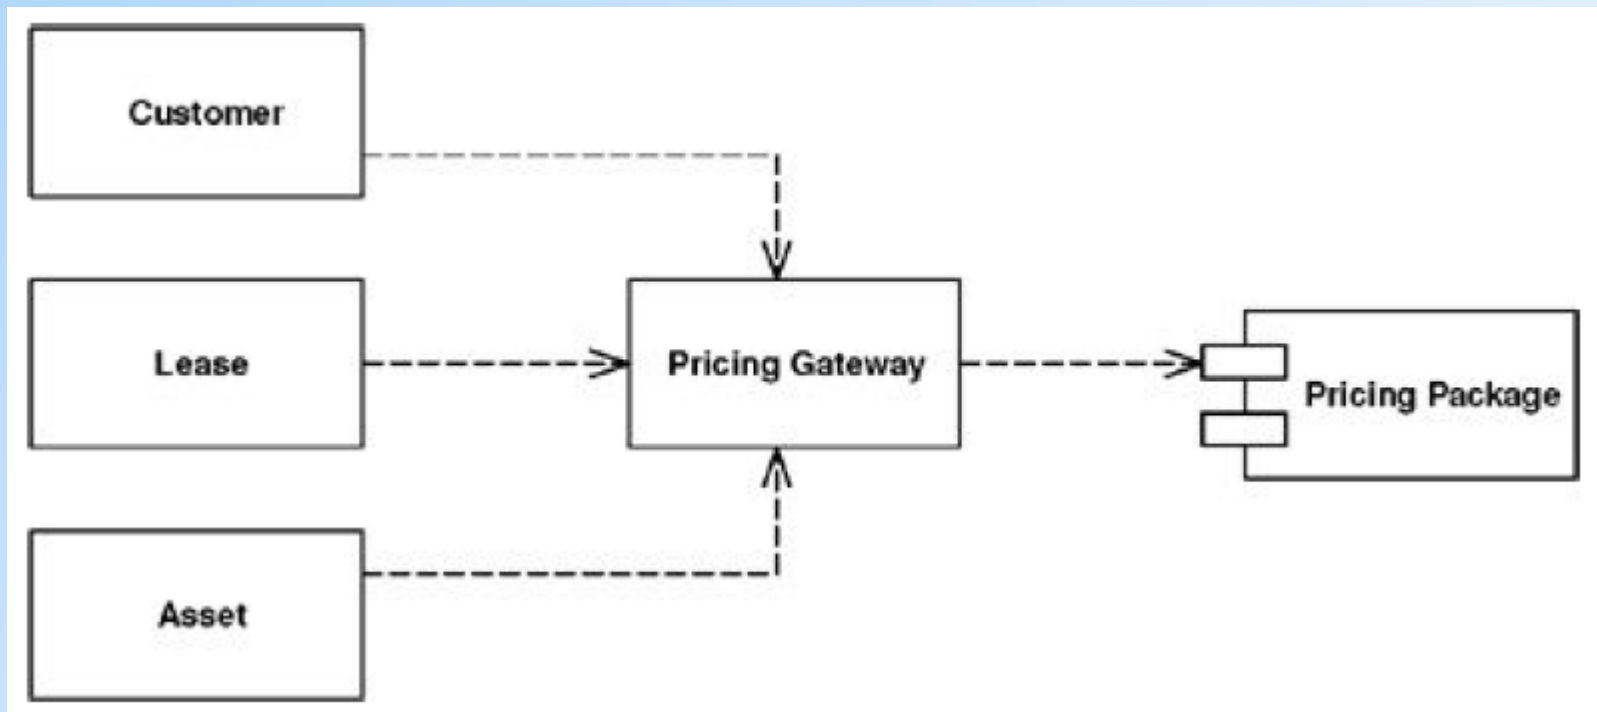 Customer
Lease
Pricing Gateway
Pricing Package
Asset